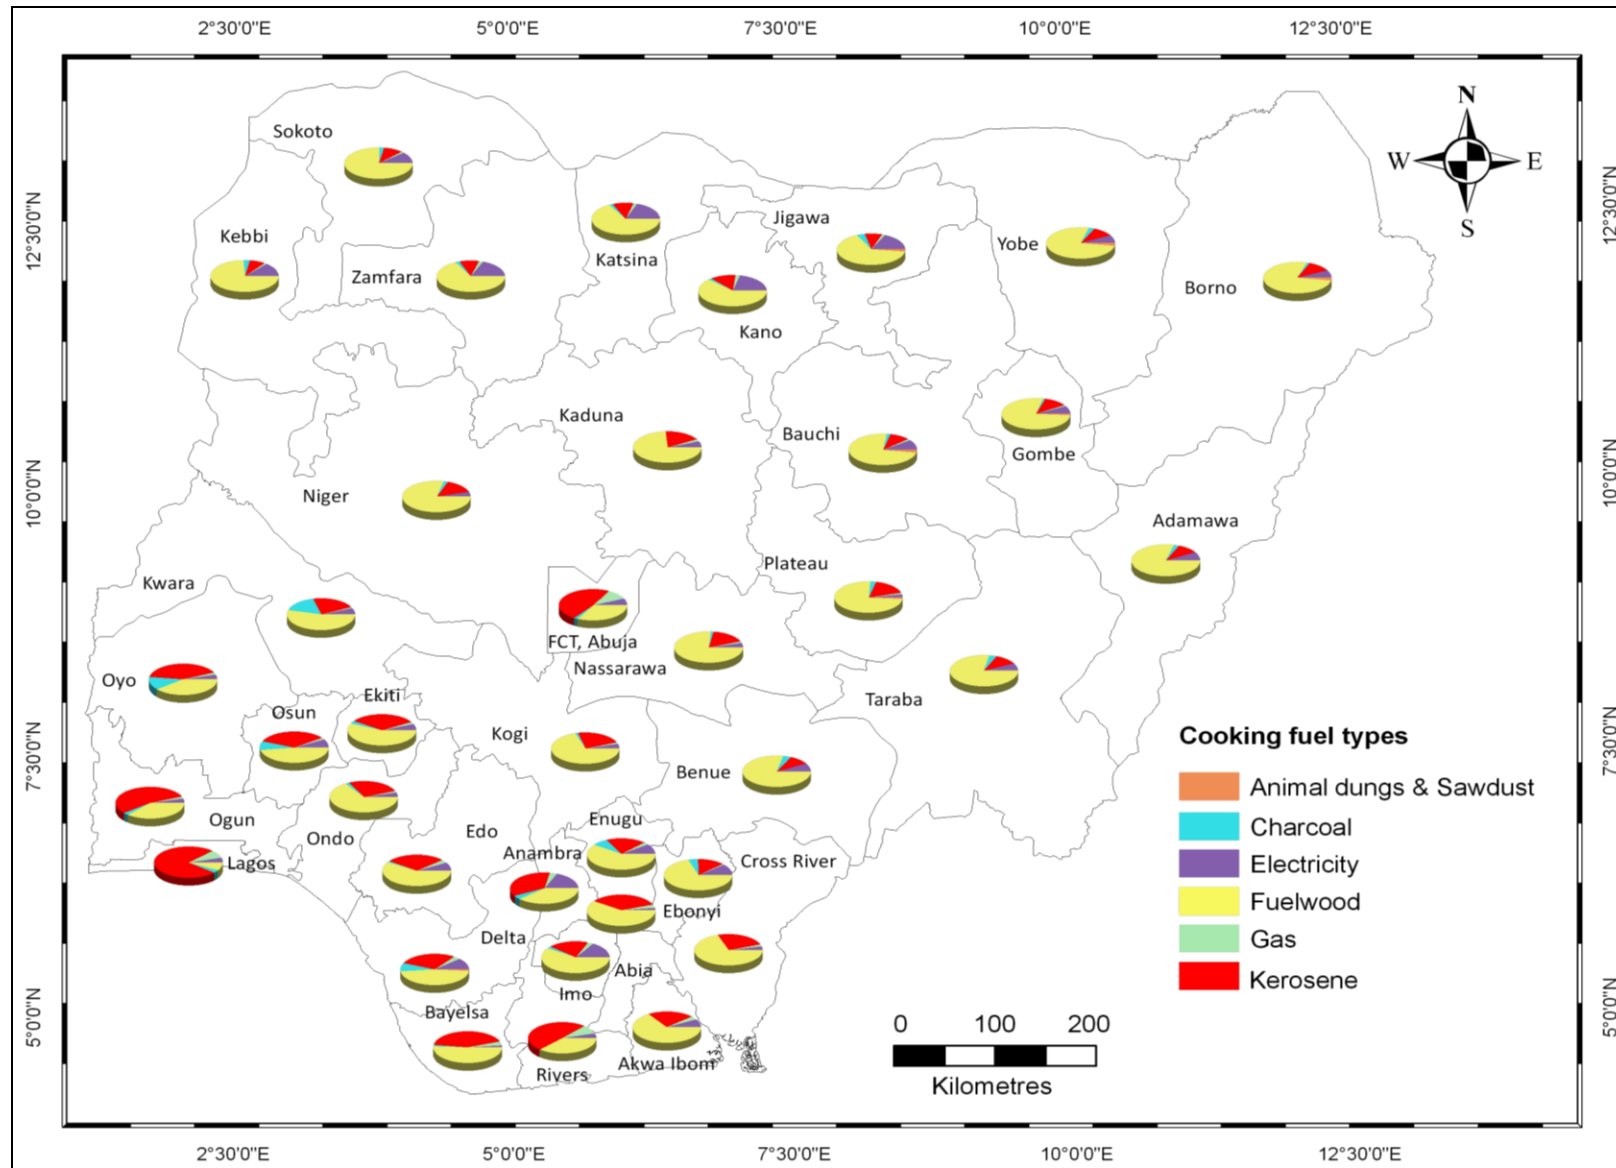 2°30'0"E 5°0'0"E 7°30'0"E 10°0'0"E 12°30'0"E
N
W E
S
12°30'0"N 12°30'0"N
Sokoto
Kebbi
Zamfara
Katsina
Kano
Jigawa
Yobe
Borno
10°0'0"N 10°0'0"N
Kaduna
Bauchi
Gombe
Niger
Adamawa
Plateau
Kwara
FCT, Abuja
Nassarawa
Oyo
Taraba
Ekiti
Osun
Kogi
7°30'0"N 7°30'0"N
Benue
Ogun
Ondo
Edo
Enugu
Anambra
Cross River
Lagos
Ebonyi
Delta
Abia
Imo
Bayelsa
Akwa Ibom
Rivers
5°0'0"N 5°0'0"N
Cooking fuel types
Animal dungs & Sawdust
Charcoal
Electricity
Fuelwood
Gas
Kerosene
0 100 200
Kilometres
2°30'0"E 5°0'0"E 7°30'0"E 10°0'0"E 12°30'0"E